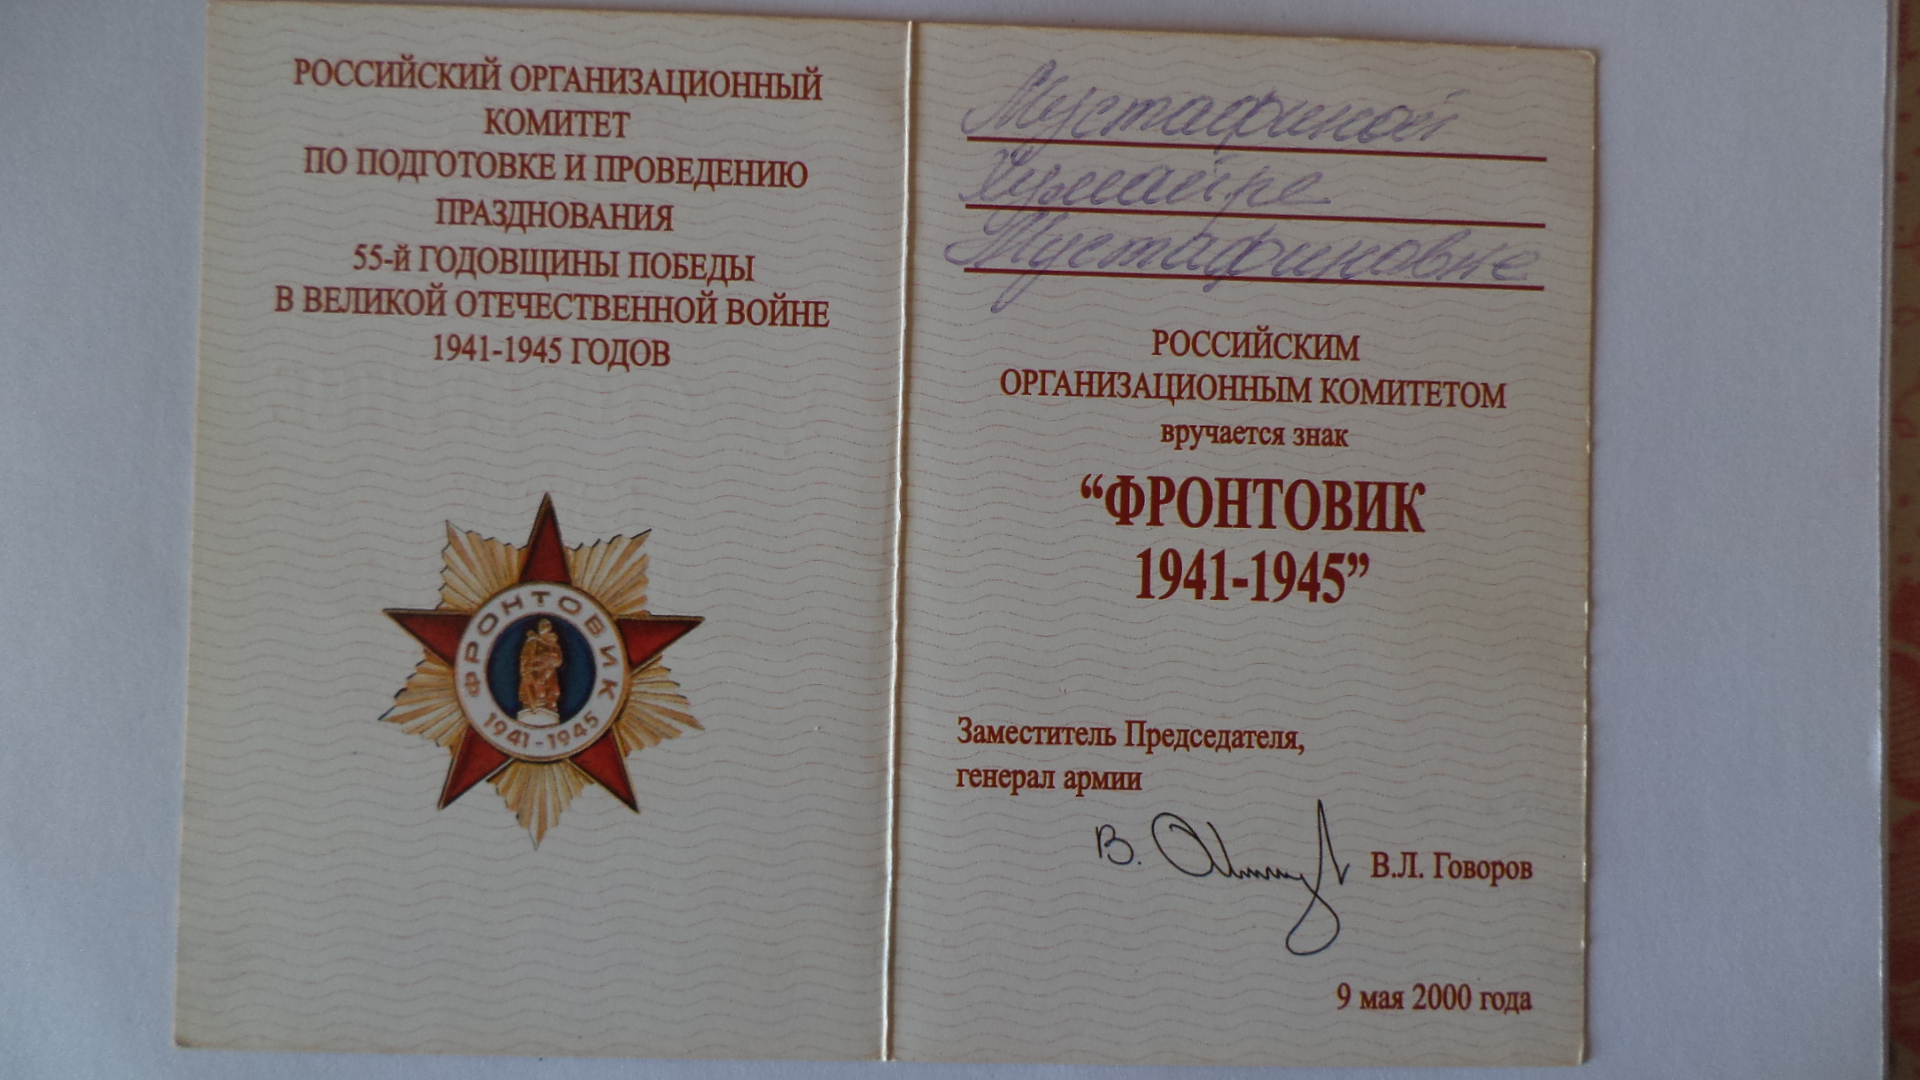 РОССИЙСКИЙ ОРГАНИЗАЦИОННЫЙ
КОМИТЕТ
ПО ПОДГОТОВКЕ И ПРОВЕДЕНИЮ
ПРАЗДНОВАНИЯ
55-й ГОДОВЩИНЫ ПОБЕДЫ
В ВЕЛИКОЙ ОТЕЧЕСТВЕННОЙ ВОЙНЕ
1941-1945 ГОДОВ
ФРОНТОВИК
1941-1945
Мустафиной
Хумайре
Мустафиновне
РОССИЙСКИМ
ОРГАНИЗАЦИОННЫМ КОМИТЕТОМ
вручается знак
“ФРОНТОВИК
1941-1945”
Заместитель Председателя,
генерал армии
В. В.Л. Говоров
9 мая 2000 года